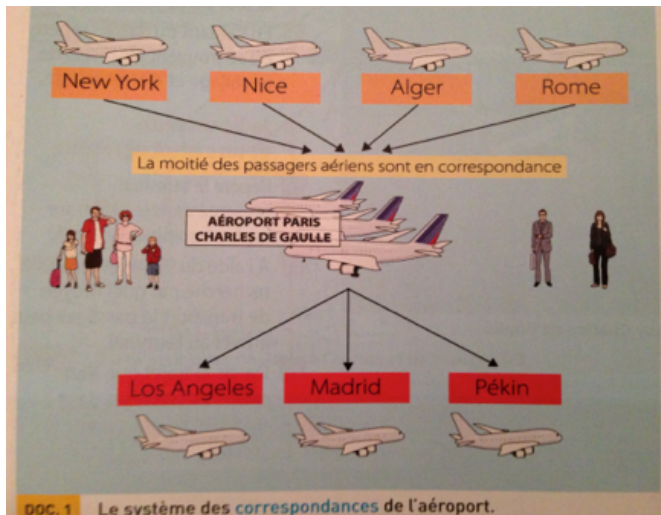 New York Nice Alger Rome
La moitié des passagers aériens sont en correspondance
AÉROPORT PARIS
CHARLES DE GAULLE
Los Angeles Madrid Pékin
DOC. 1 Le système des correspondances de l'aéroport.